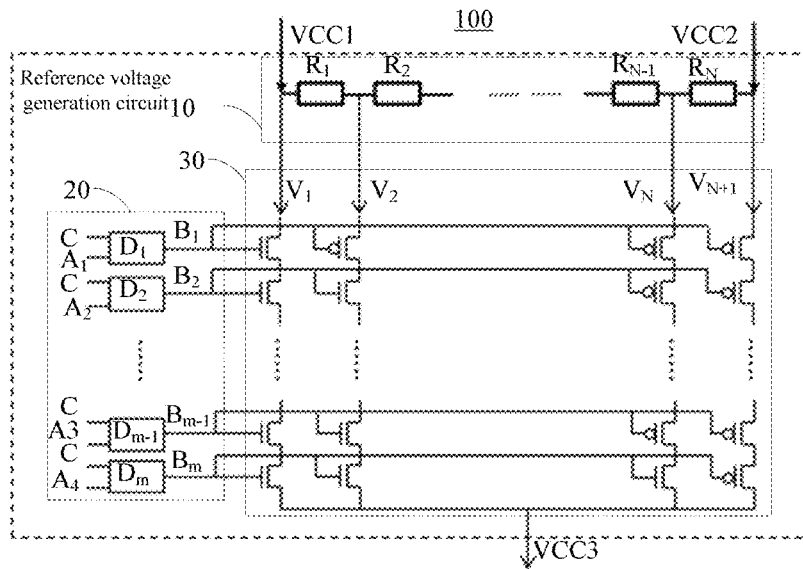 100
VCC1
VCC2
Reference voltage
generation circuit 10
R1
R2
RN-1
RN
30
20
V1
V2
VN
VN+1
C
A1
D1
B1
C
A2
D2
B2
C
A3
Dm-1
Bm-1
C
A4
Dm
Bm
VCC3